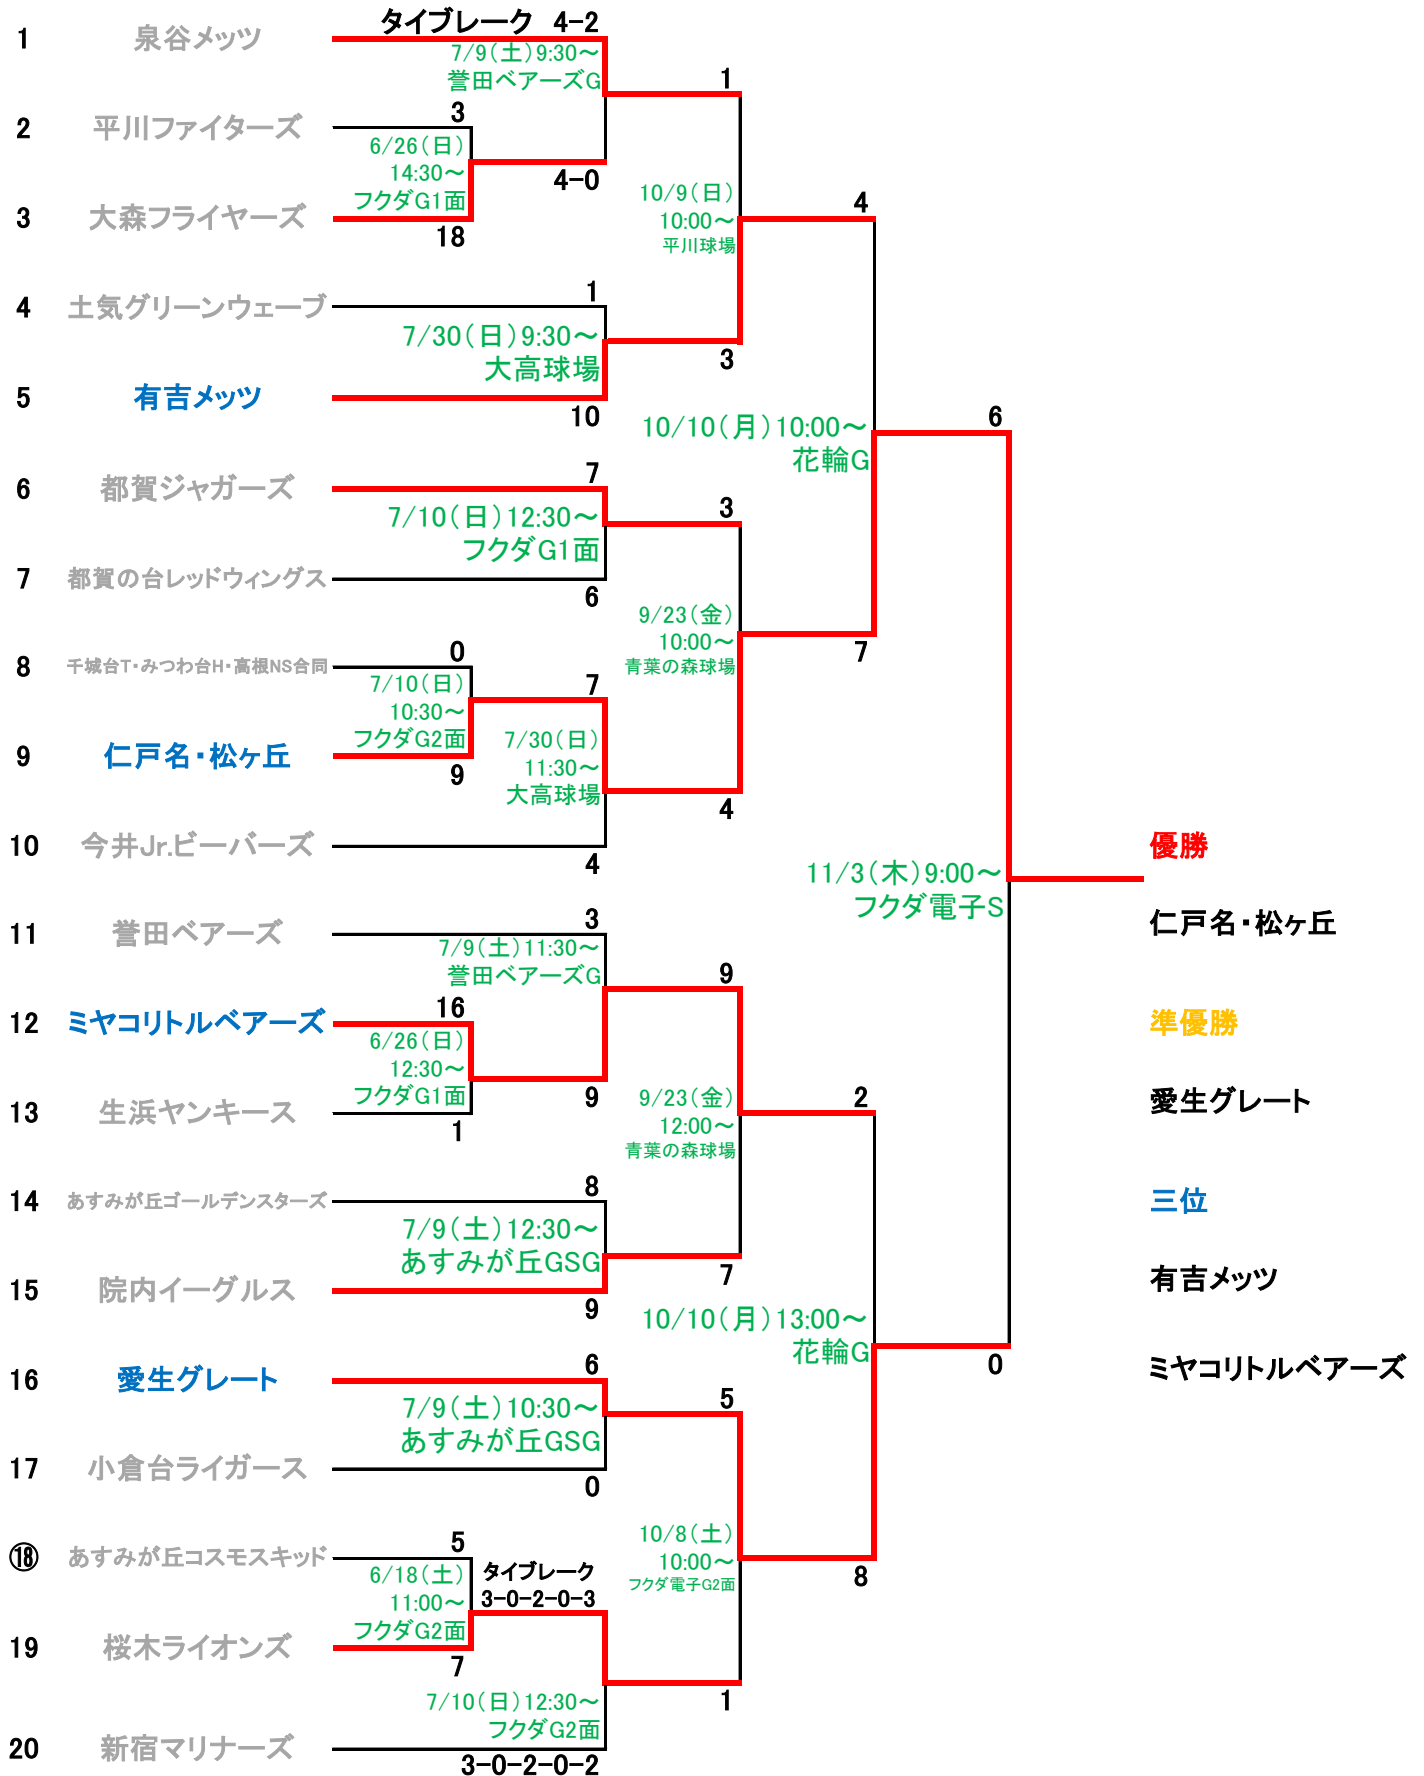 タイブレーク 4-2
1 泉谷メッツ
7/9(土)9:30～
誉田ベアーズG
1
3
2 平川ファイターズ
6/26(日)
14:30～
フクダG1面
4-0
3 大森フライヤーズ
18
10/9(日)
10:00～
平川球場
4
1
4 土気グリーンウェーブ
7/30(日)9:30～
大高球場
3
5 有吉メッツ
10
10/10(月)10:00～
花輪G
6
7
6 都賀ジャガーズ
7/10(日)12:30～
フクダG1面
3
7 都賀の台レッドウィングス
6
9/23(金)
10:00～
青葉の森球場
7
0
8 千城台T・みつわ台H・高根NS合同
7/10(日)
10:30～
フクダG2面
7
9 仁戸名・松ヶ丘
9
7/30(日)
11:30～
大高球場
4
10 今井Jr.ビーバーズ
4
11/3(木)9:00～
フクダ電子S
優勝
仁戸名・松ヶ丘
準優勝
愛生グレート
三位
有吉メッツ
ミヤコリトルベアーズ
3
11 誉田ベアーズ
7/9(土)11:30～
誉田ベアーズG
9
16
12 ミヤコリトルベアーズ
6/26(日)
12:30～
フクダG1面
9
13 生浜ヤンキース
1
9/23(金)
12:00～
青葉の森球場
2
8
14 あすみが丘ゴールデンスターズ
7/9(土)12:30～
あすみが丘GSG
7
15 院内イーグルス
9
10/10(月)13:00～
花輪G
0
6
16 愛生グレート
7/9(土)10:30～
あすみが丘GSG
5
17 小倉台ライガース
0
10/8(土)
10:00～
フクダ電子G2面
8
5
⑱ あすみが丘コスモスキッド
6/18(土)
11:00～
フクダG2面
タイブレーク
3-0-2-0-3
19 桜木ライオンズ
7
1
7/10(日)12:30～
フクダG2面
20 新宿マリナーズ
3-0-2-0-2